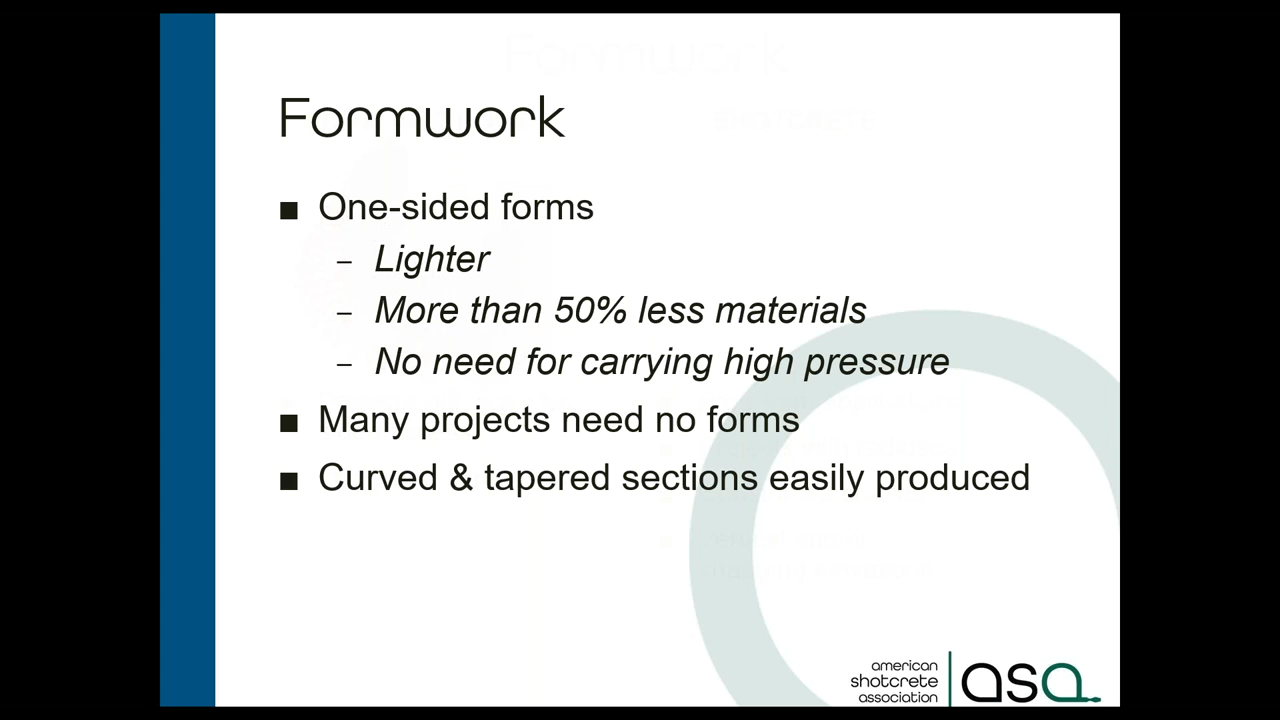 Formwork
■ One-sided forms
– Lighter
– More than 50% less materials
– No need for carrying high pressure
■ Many projects need no forms
■ Curved & tapered sections easily produced
american
shotcrete
association
asa